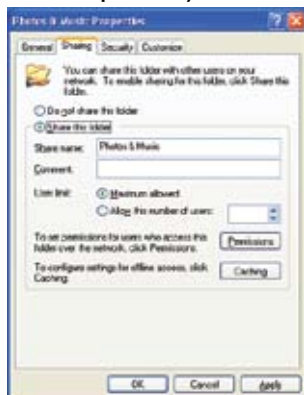 Photos & Music Properties
General Sharing Security Customize
You can share this folder with other users on your
network. To enable sharing for this folder, click Share this
folder.
Do not share this folder
Share this folder
Share name: Photos & Music
Comment:
User limit: Maximum allowed
Allow this number of users:
To set permissions for users who access this
folder over the network, click Permissions.
Permissions
To configure settings for offline access, click
Caching.
Caching
OK Cancel Apply